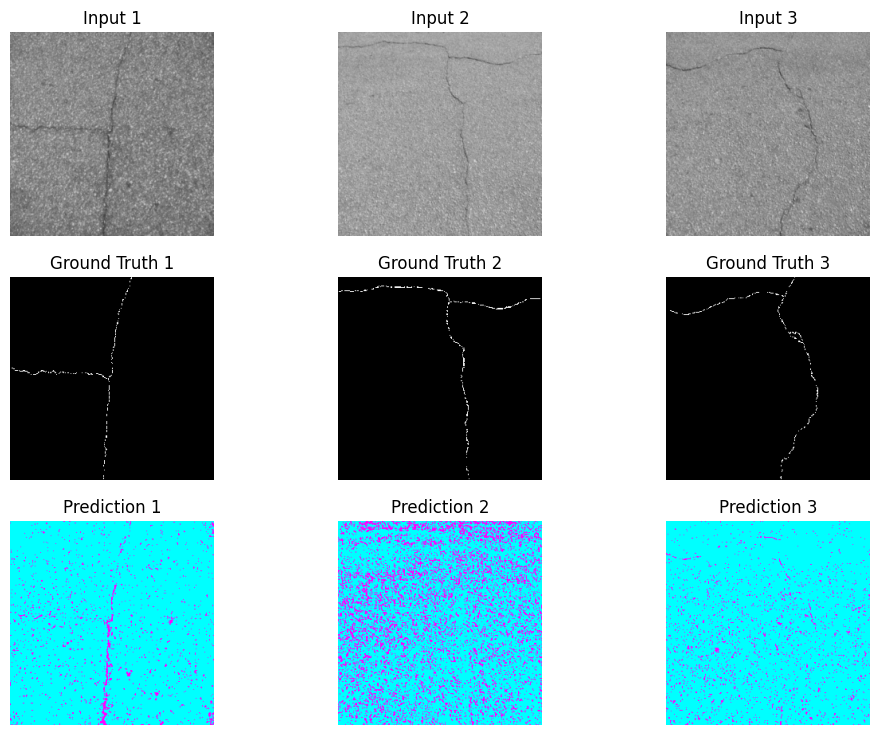 Input 1
Input 2
Input 3
Ground Truth 1
Ground Truth 2
Ground Truth 3
Prediction 1
Prediction 2
Prediction 3